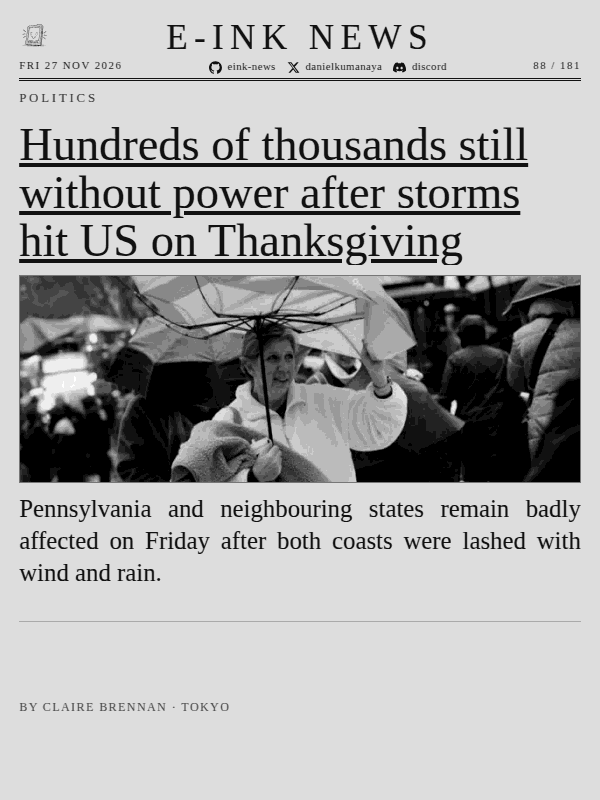 E-INK NEWS
FRI 27 NOV 2026
eink-news danielkumanaya discord
88 / 181
POLITICS
Hundreds of thousands still
without power after storms
hit US on Thanksgiving
Pennsylvania and neighbouring states remain badly
affected on Friday after both coasts were lashed with
wind and rain.
BY CLAIRE BRENNAN · TOKYO